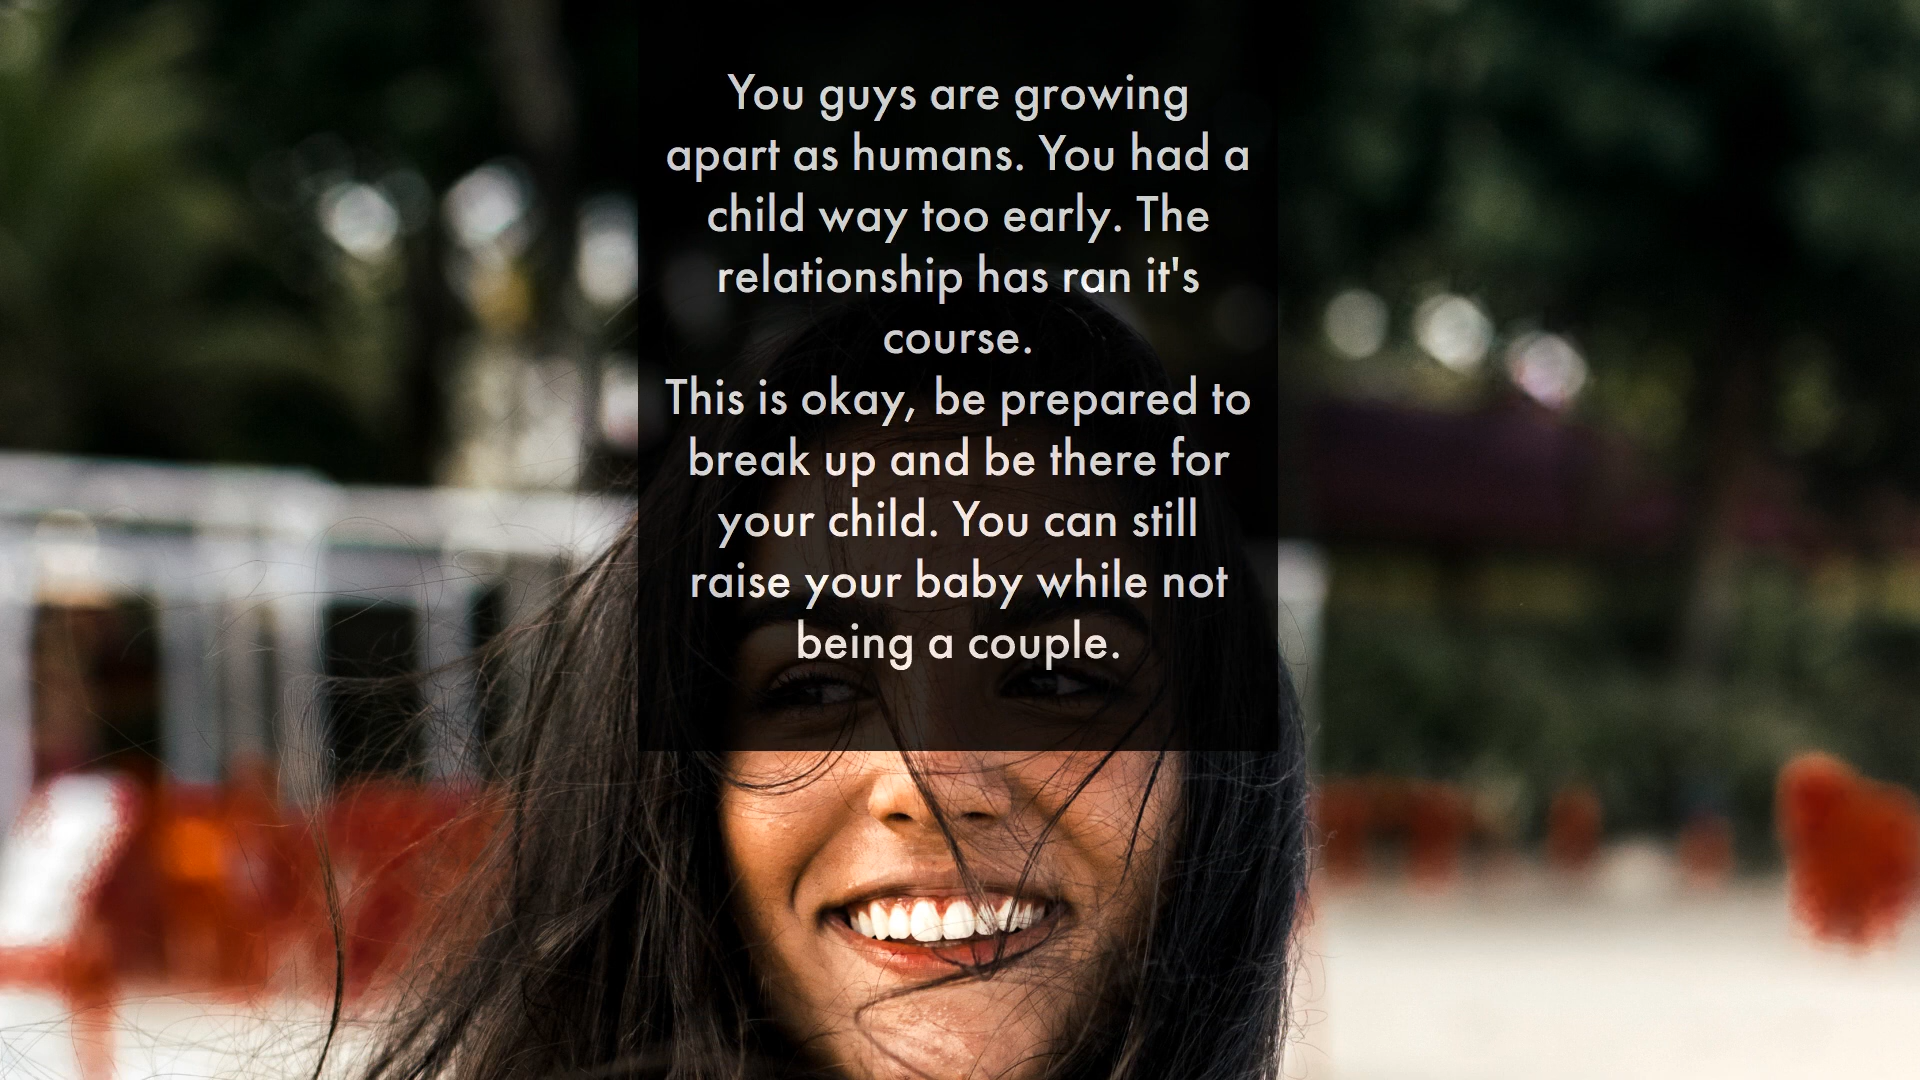 You guys are growing
apart as humans. You had a
child way too early. The
relationship has ran it's
course.
This is okay, be prepared to
break up and be there for
your child. You can still
raise your baby while not
being a couple.